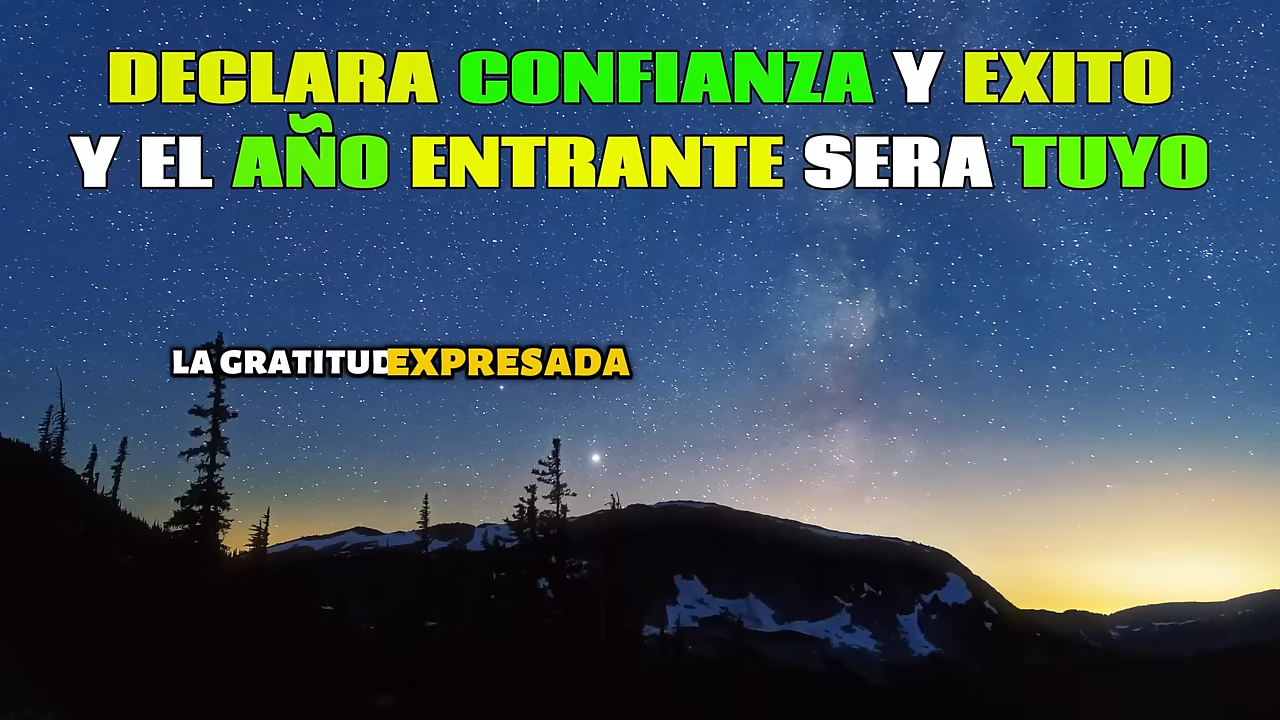 DECLARA CONFIANZA Y EXITO
Y EL AÑO ENTRANTE SERA TUYO
LA GRATITUD EXPRESADA